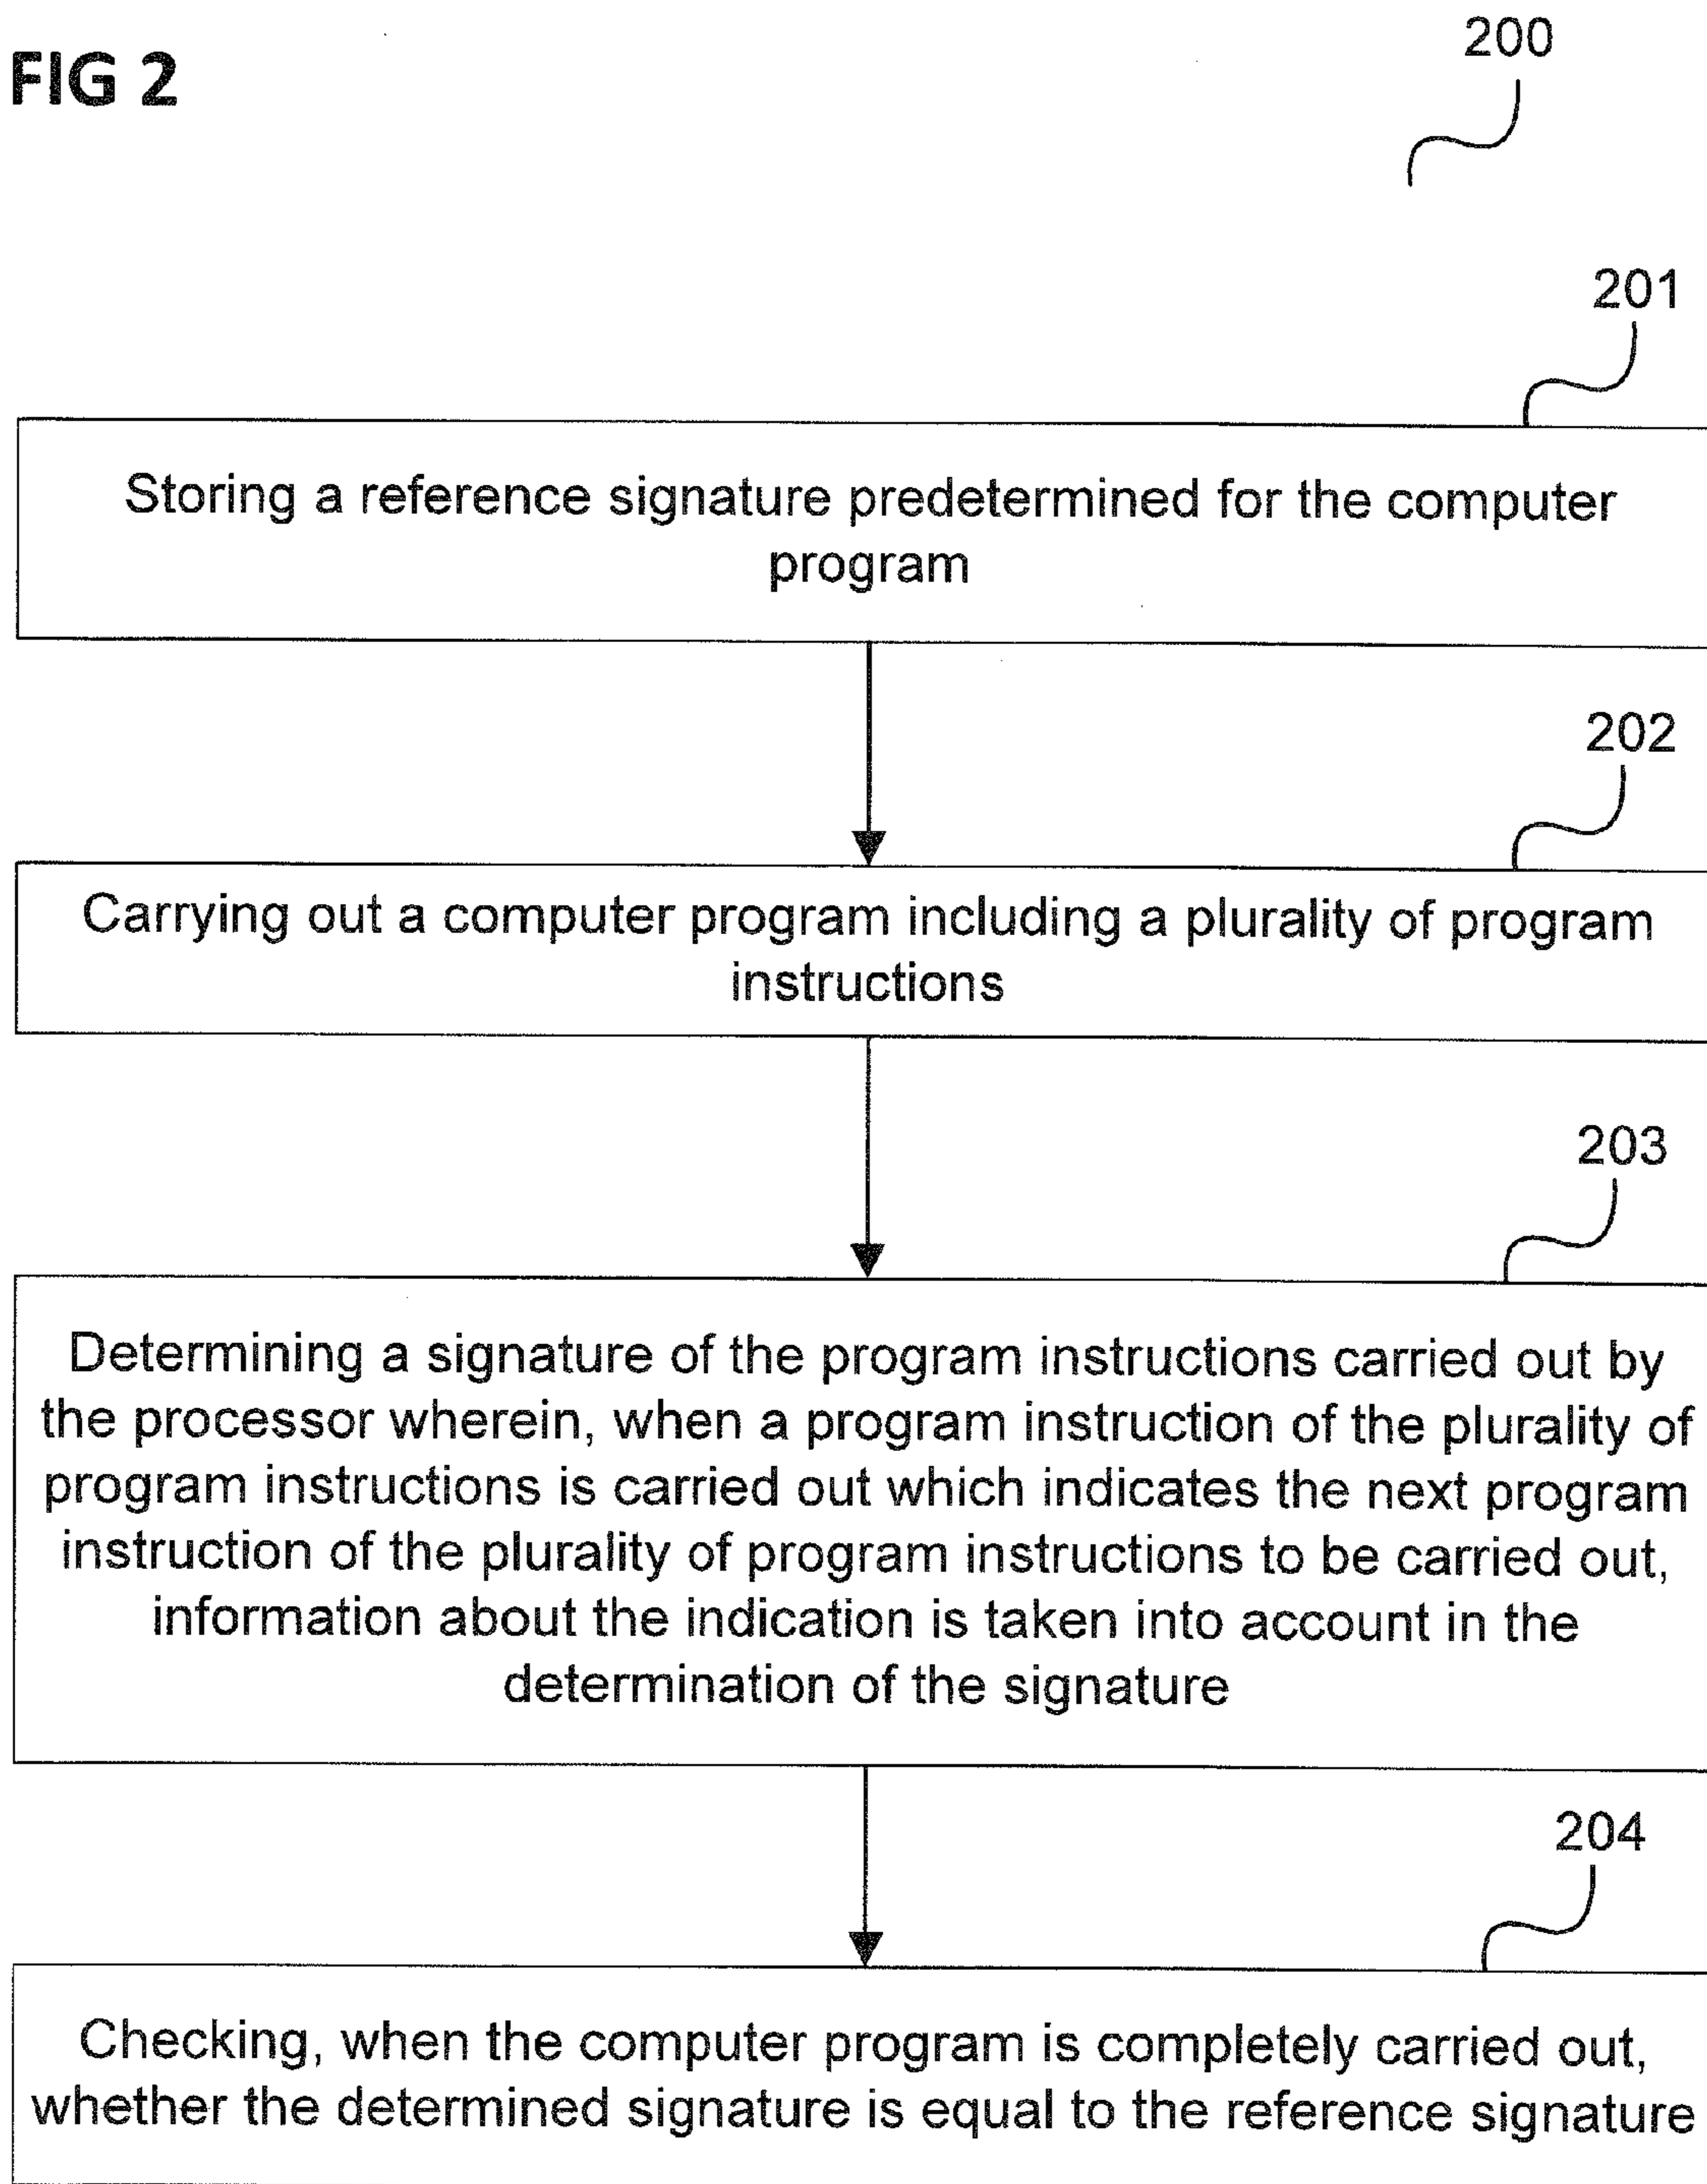 FIG 2
200
201
Storing a reference signature predetermined for the computer
program
202
Carrying out a computer program including a plurality of program
instructions
203
Determining a signature of the program instructions carried out by
the processor wherein, when a program instruction of the plurality of
program instructions is carried out which indicates the next program
instruction of the plurality of program instructions to be carried out,
information about the indication is taken into account in the
determination of the signature
204
Checking, when the computer program is completely carried out,
whether the determined signature is equal to the reference signature